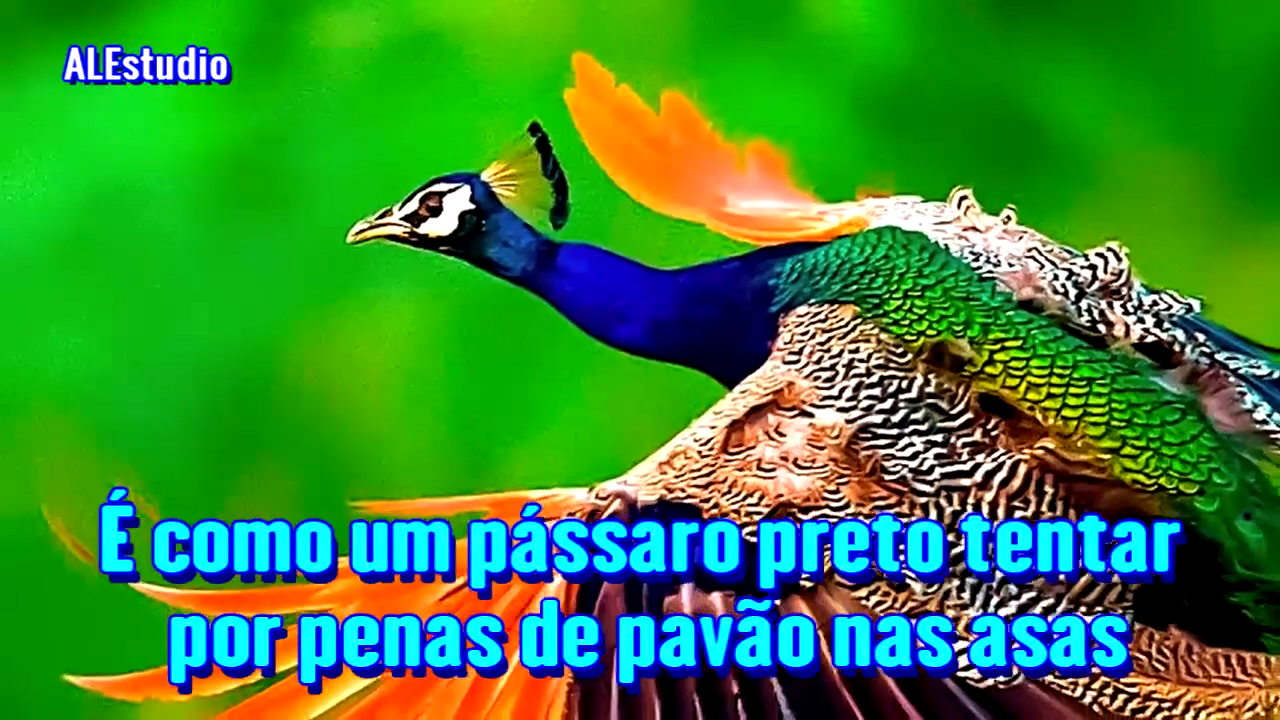 ALEstudio
É como um pássaro preto tentar
por penas de pavão nas asas